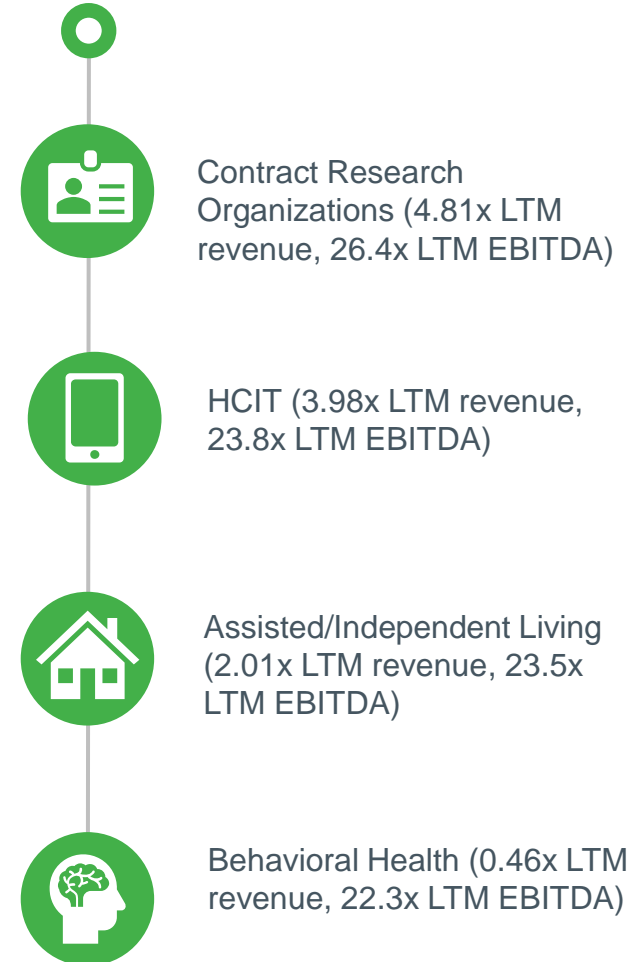 Contract Research
Organizations (4.81x LTM
revenue, 26.4x LTM EBITDA)
HCIT (3.98x LTM revenue,
23.8x LTM EBITDA)
Assisted/Independent Living
(2.01x LTM revenue, 23.5x
LTM EBITDA)
Behavioral Health (0.46x LTM
revenue, 22.3x LTM EBITDA)